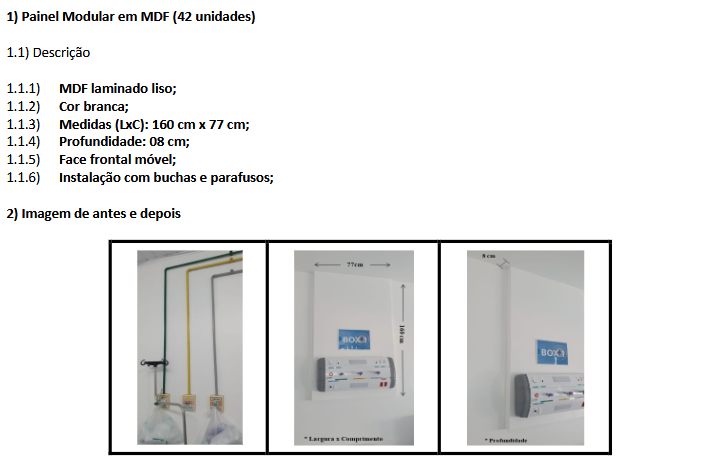 1) Painel Modular em MDF (42 unidades)
1.1) Descrição
1.1.1) MDF laminado liso;
1.1.2) Cor branca;
1.1.3) Medidas (LxC): 160 cm x 77 cm;
1.1.4) Profundidade: 08 cm;
1.1.5) Face frontal móvel;
1.1.6) Instalação com buchas e parafusos;
2) Imagem de antes e depois
77cm
160cm
BOX
* Largura x Comprimento
8 cm
BOX
* Profundidade